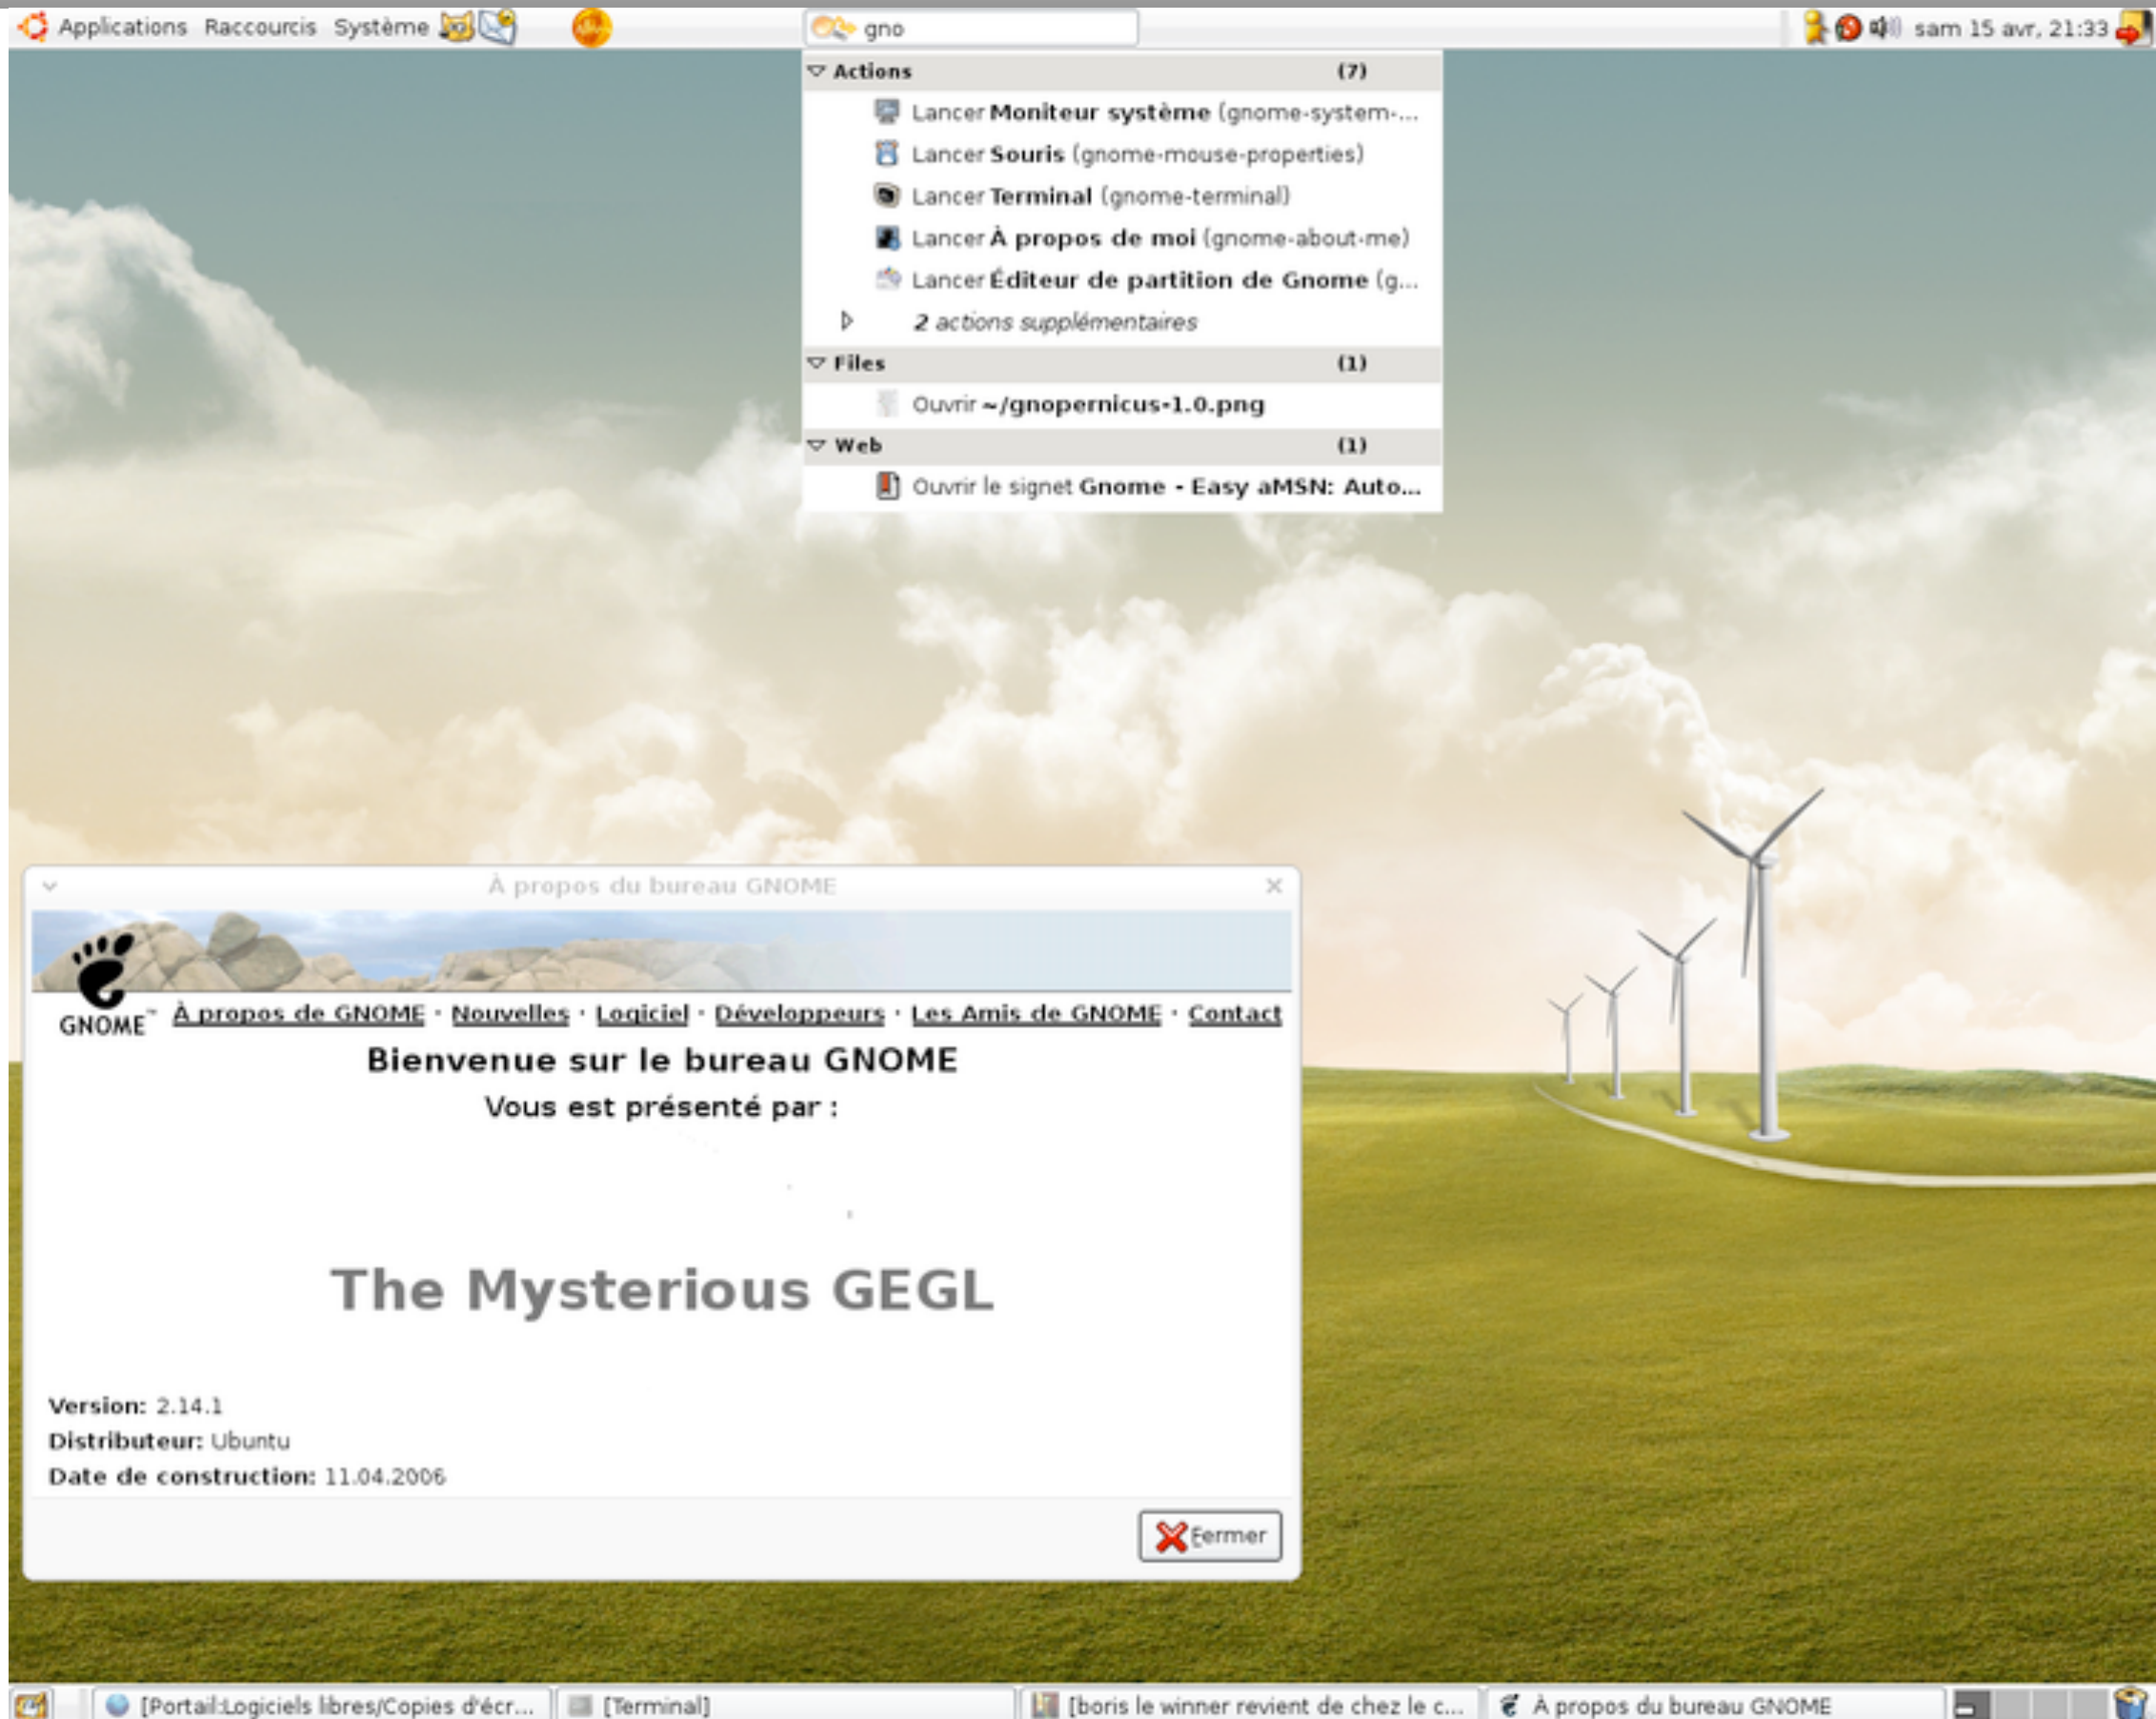 Applications Raccourcis Système
gno
sam 15 avr, 21:33
Actions (7)
Lancer Moniteur système (gnome-system-...
Lancer Souris (gnome-mouse-properties)
Lancer Terminal (gnome-terminal)
Lancer À propos de moi (gnome-about-me)
Lancer Éditeur de partition de Gnome (g...
2 actions supplémentaires
Files (1)
Ouvrir ~/gnopernicus-1.0.png
Web (1)
Ouvrir le signet Gnome - Easy aMSN: Auto...
À propos du bureau GNOME
GNOME™
À propos de GNOME · Nouvelles · Logiciel · Développeurs · Les Amis de GNOME · Contact
Bienvenue sur le bureau GNOME
Vous est présenté par :
The Mysterious GEGL
Version: 2.14.1
Distributeur: Ubuntu
Date de construction: 11.04.2006
Fermer
[Portail:Logiciels libres/Copies d'écr...
[Terminal]
[boris le winner revient de chez le c...
À propos du bureau GNOME